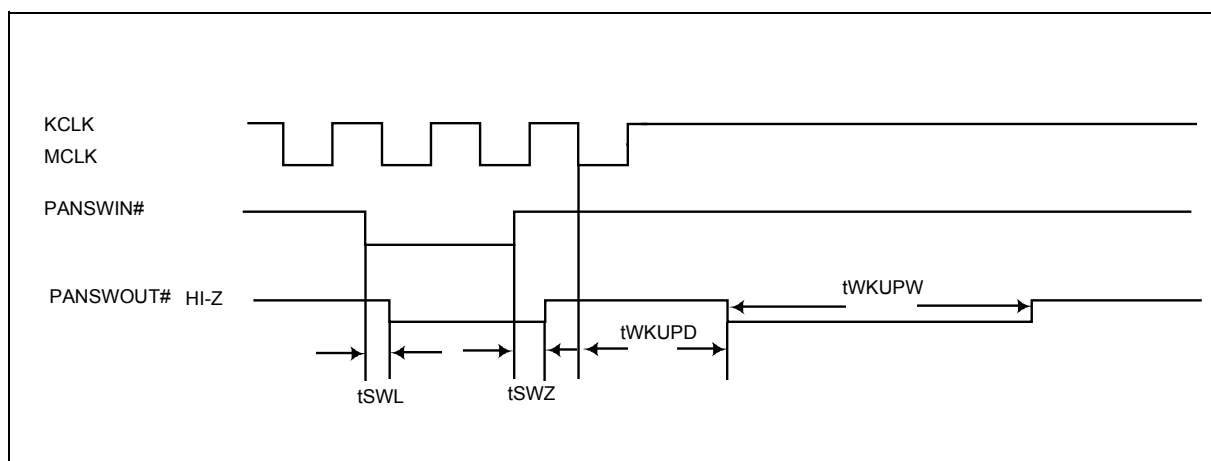 KCLK
MCLK
PANSWIN#
PANSWOUT# HI-Z
tWKUPW
tWKUPD
tSWL
tSWZ